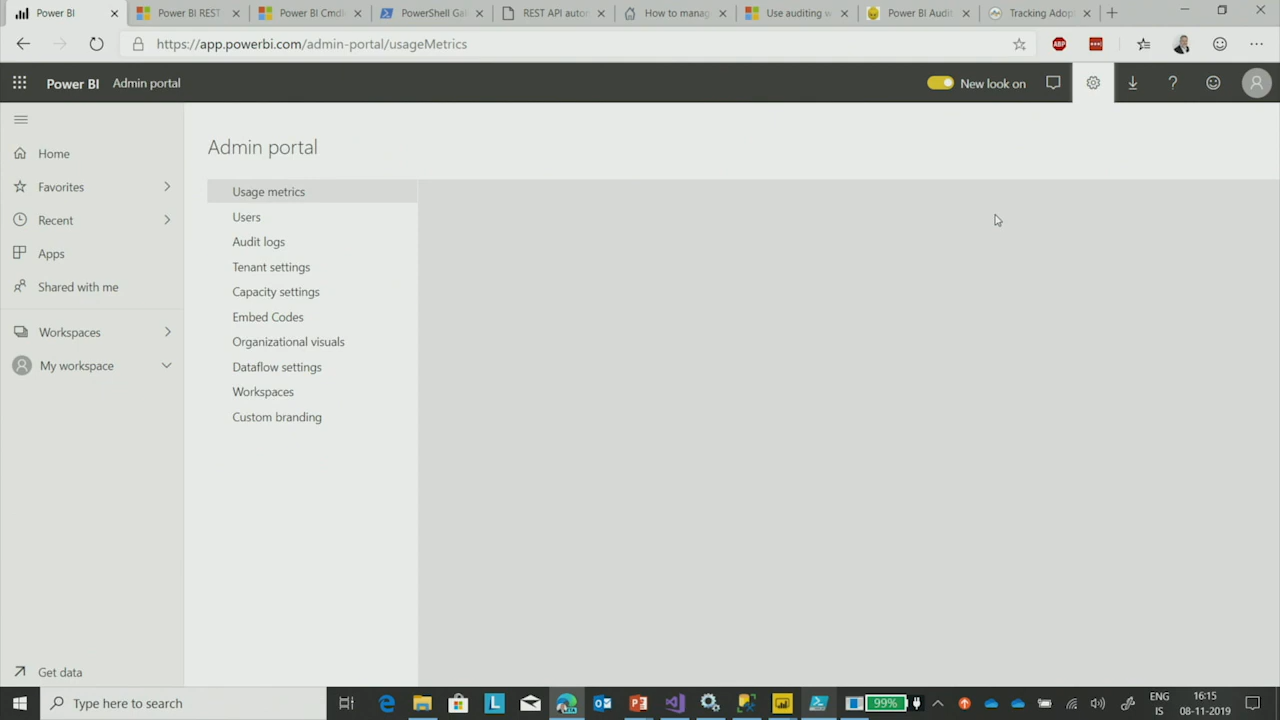 Power BI
Power BI REST
Power BI Cmdl
PowerShell Gal
REST API autor
How to manag
Use auditing w
Power BI Audit
Tracking Adop
https://app.powerbi.com/admin-portal/usageMetrics
ABP
Power BI Admin portal
New look on
Home
Favorites
Recent
Apps
Shared with me
Workspaces
My workspace
Get data
Admin portal
Usage metrics
Users
Audit logs
Tenant settings
Capacity settings
Embed Codes
Organizational visuals
Dataflow settings
Workspaces
Custom branding
Type here to search
99%
ENG
IS
16:15
08-11-2019